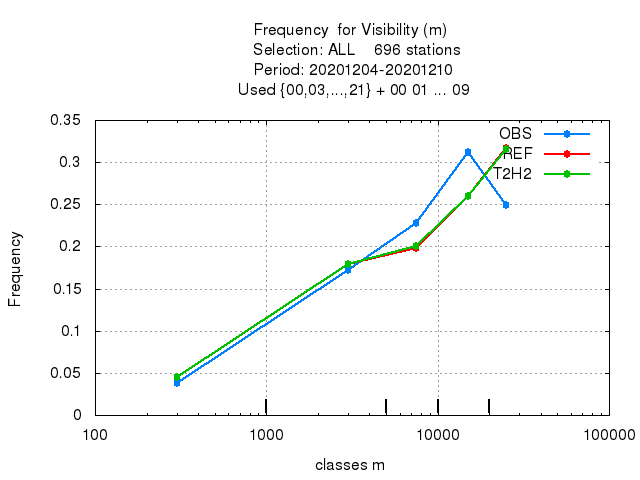 Frequency  for Visibility (m)
Selection: ALL    696 stations
Period: 20201204-20201210
Used {00,03,...,21} + 00 01 ... 09
0.35
0.3
0.25
0.2
0.15
0.1
0.05
0
Frequency
OBS
REF
T2H2
100
1000
10000
100000
classes m